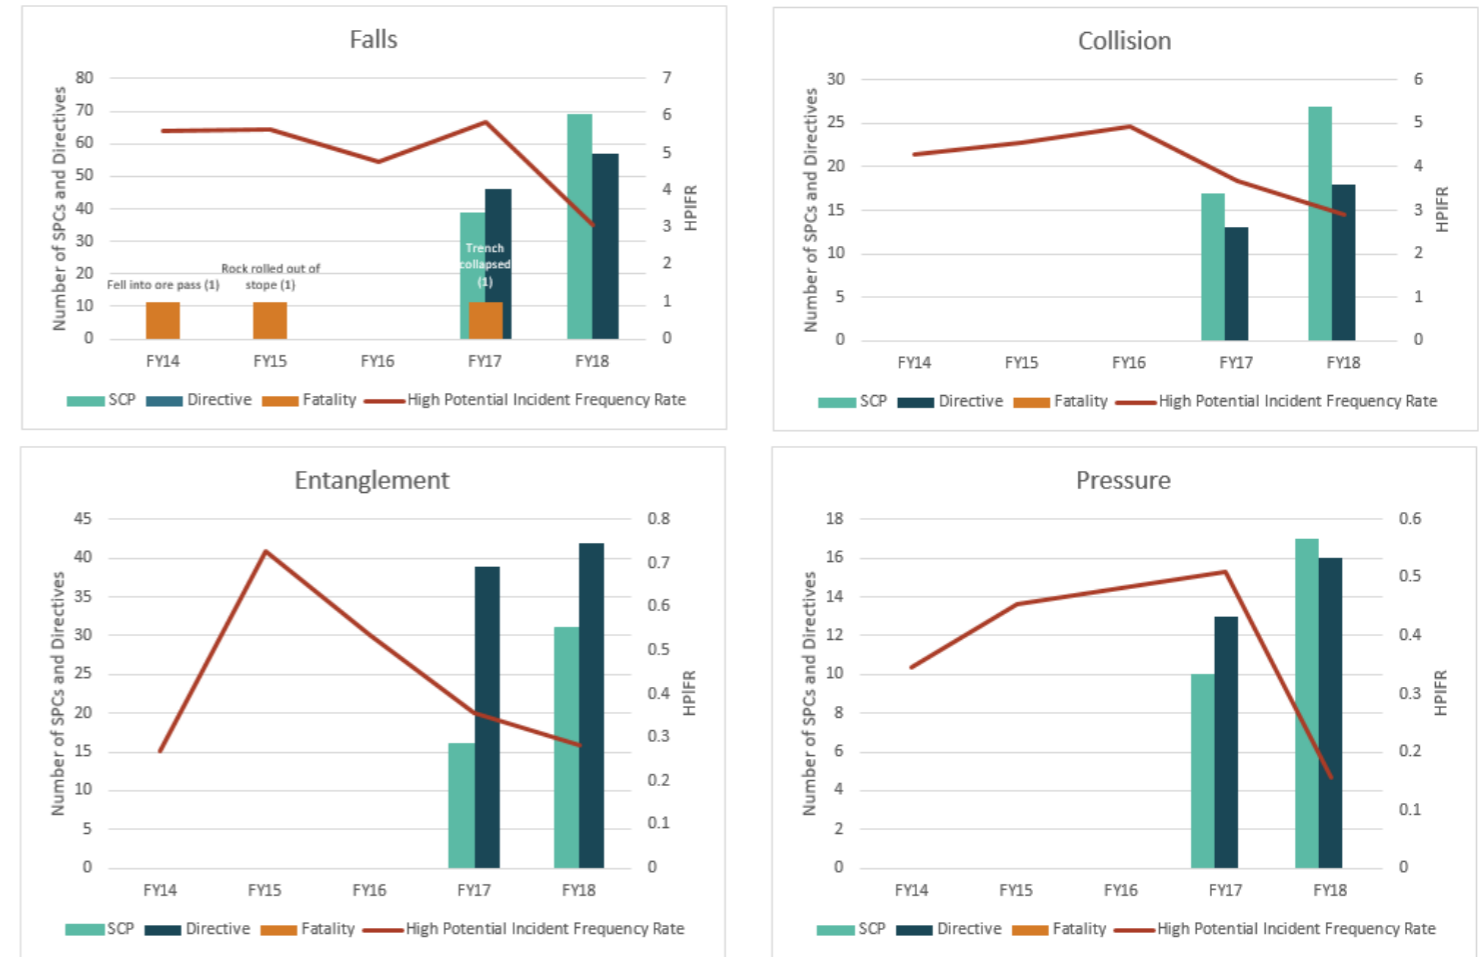 Falls
Number of SPCs and Directives
80
70
60
50
40
30
20
10
0
7
6
5
4
3
2
1
0
HPIFR
Fell into ore pass (1)
Rock rolled out of
stope (1)
Trench
collapsed
(1)
FY14 FY15 FY16 FY17 FY18
SCP Directive Fatality High Potential Incident Frequency Rate
Collision
Number of SPCs and Directives
30
25
20
15
10
5
0
6
5
4
3
2
1
0
HPIFR
FY14 FY15 FY16 FY17 FY18
SCP Directive Fatality High Potential Incident Frequency Rate
Entanglement
Number of SPCs and Directives
45
40
35
30
25
20
15
10
5
0
0.8
0.7
0.6
0.5
0.4
0.3
0.2
0.1
0
HPIFR
FY14 FY15 FY16 FY17 FY18
SCP Directive Fatality High Potential Incident Frequency Rate
Pressure
Number of SPCs and Directives
18
16
14
12
10
8
6
4
2
0
0.6
0.5
0.4
0.3
0.2
0.1
0
HPIFR
FY14 FY15 FY16 FY17 FY18
SCP Directive Fatality High Potential Incident Frequency Rate